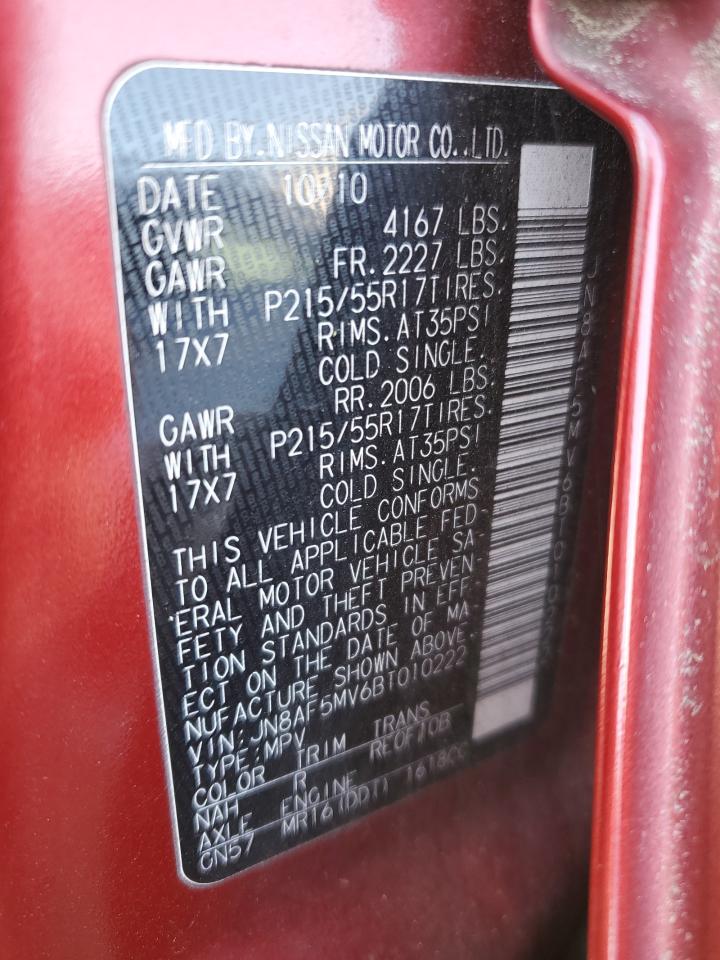 MFD BY.NISSAN MOTOR CO.,LTD.
DATE 10/10
GVWR 4167 LBS.
GAWR FR.2227 LBS.
WITH P215/55R17TIRES.
17X7 RIMS.AT35PSI
COLD SINGLE.
GAWR RR.2006 LBS.
WITH P215/55R17TIRES.
17X7 RIMS.AT35PSI
COLD SINGLE.
THIS VEHICLE CONFORMS
TO ALL APPLICABLE FED
ERAL MOTOR VEHICLE SA
FETY AND THEFT PREVEN
TION STANDARDS IN EFF
ECT ON THE DATE OF MA
NUFACTURE SHOWN ABOVE.
VIN:JN8AF5MV6BT010222
TYPE:MPV
COLOR TRIM TRANS
NAH R RE0F10B
AXLE ENGINE
CN57 MR16(DDT) 1618CC